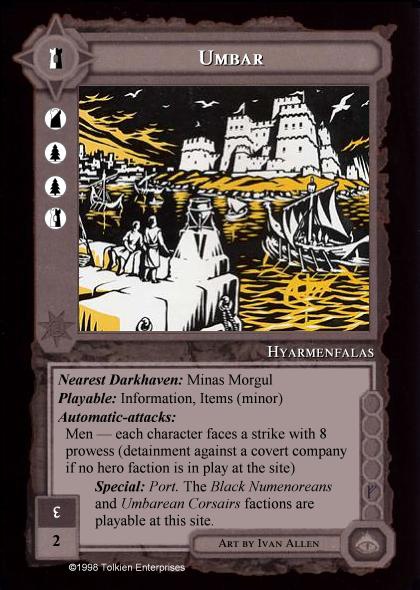 Umbar
Hyarmenfalas
Nearest Darkhaven: Minas Morgul
Playable: Information, Items (minor)
Automatic-attacks:
Men — each character faces a strike with 8
prowess (detainment against a covert company
if no hero faction is in play at the site)
Special: Port. The Black Numenoreans
and Umbarean Corsairs factions are
playable at this site.
2
Art by Ivan Allen
©1998 Tolkien Enterprises